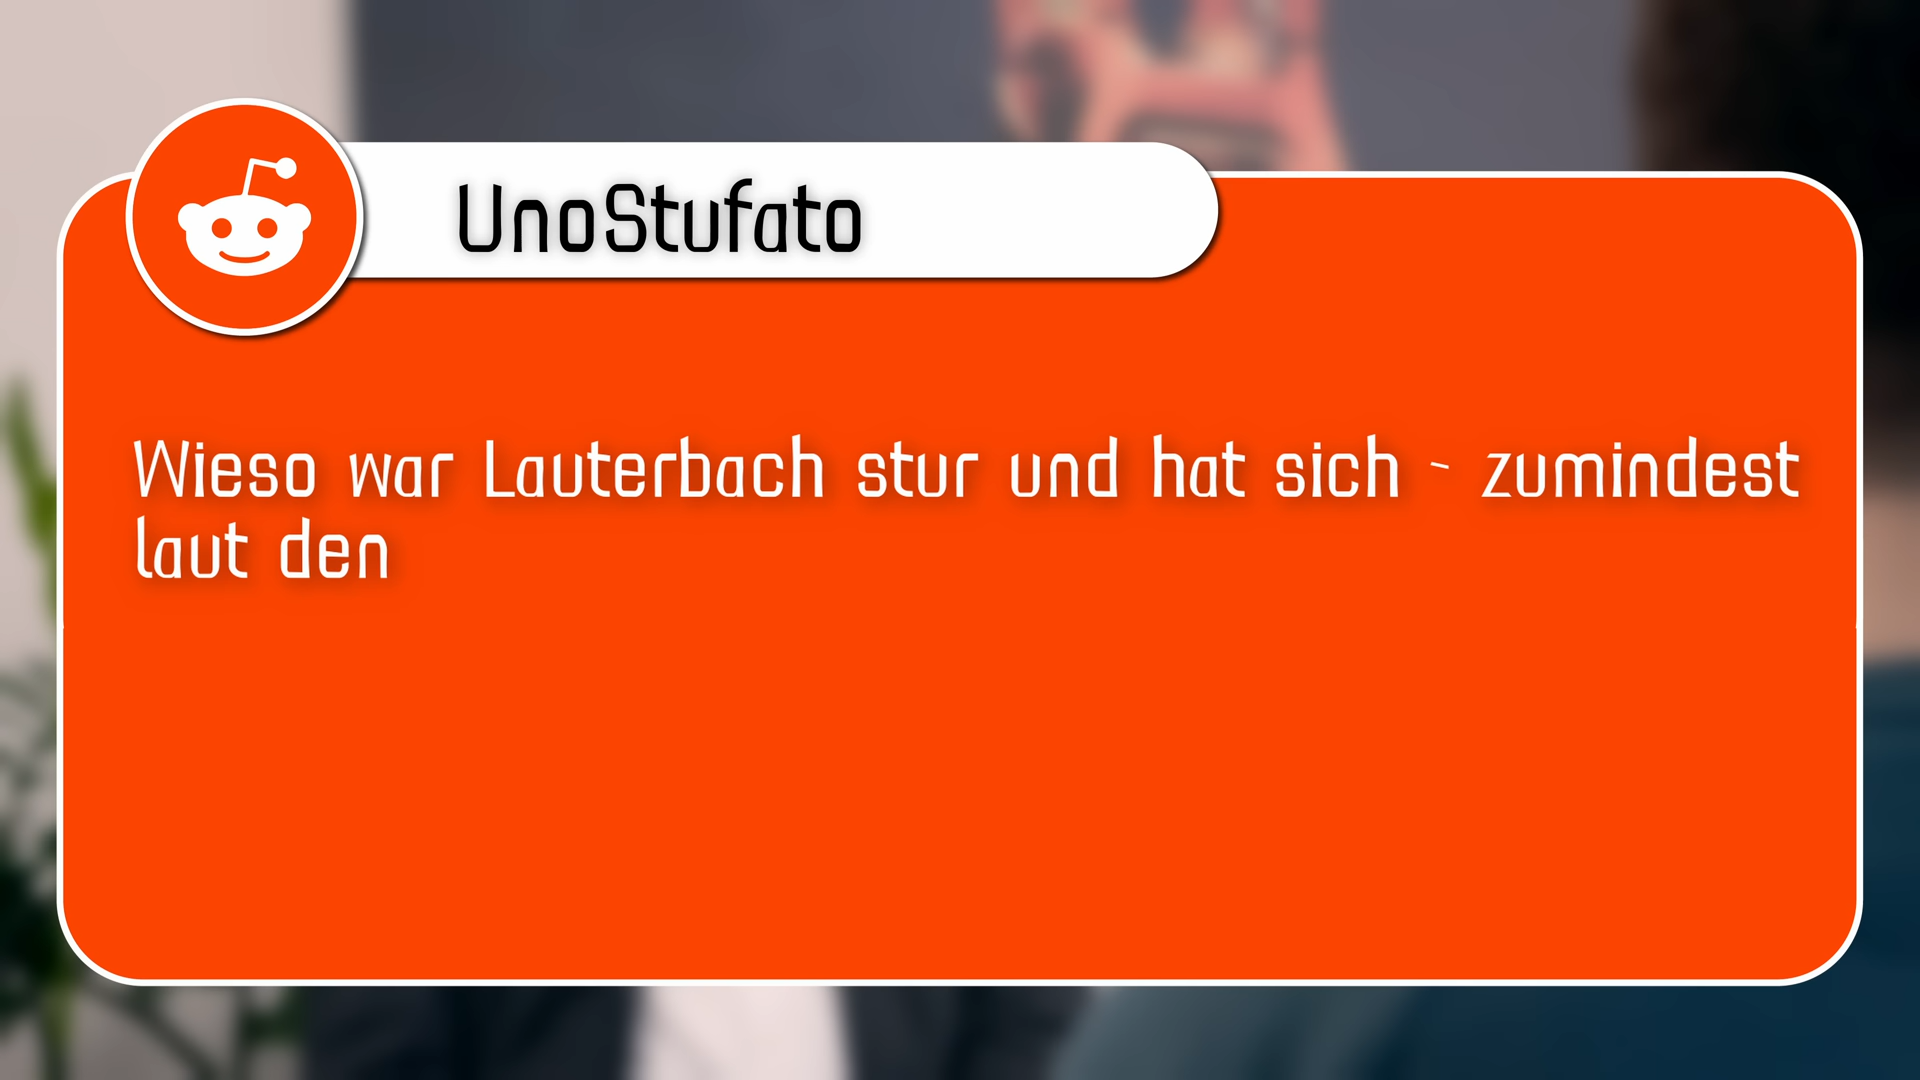 UnoStufato
Wieso war Lauterbach stur und hat sich - zumindest
laut den